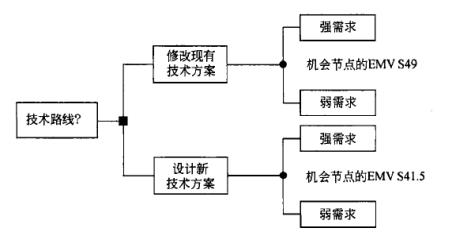 技术路线?
修改现有
技术方案
强需求
机会节点的EMV S49
弱需求
设计新
技术方案
强需求
机会节点的EMV S41.5
弱需求